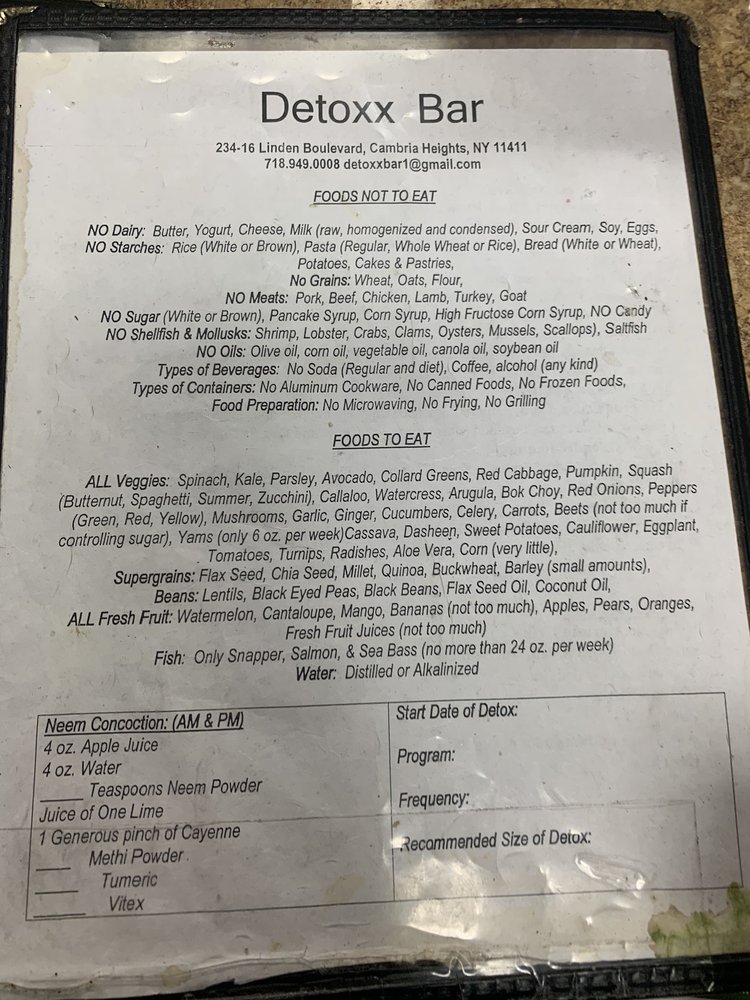 Detoxx Bar
234-16 Linden Boulevard, Cambria Heights, NY 11411
718.949.0008 detoxxbar1@gmail.com
FOODS NOT TO EAT
NO Dairy: Butter, Yogurt, Cheese, Milk (raw, homogenized and condensed), Sour Cream, Soy, Eggs,
NO Starches: Rice (White or Brown), Pasta (Regular, Whole Wheat or Rice), Bread (White or Wheat),
Potatoes, Cakes & Pastries,
No Grains: Wheat, Oats, Flour,
NO Meats: Pork, Beef, Chicken, Lamb, Turkey, Goat
NO Sugar (White or Brown), Pancake Syrup, Corn Syrup, High Fructose Corn Syrup, NO Candy
NO Shellfish & Mollusks: Shrimp, Lobster, Crabs, Clams, Oysters, Mussels, Scallops), Saltfish
NO Oils: Olive oil, corn oil, vegetable oil, canola oil, soybean oil
Types of Beverages: No Soda (Regular and diet), Coffee, alcohol (any kind)
Types of Containers: No Aluminum Cookware, No Canned Foods, No Frozen Foods,
Food Preparation: No Microwaving, No Frying, No Grilling
FOODS TO EAT
ALL Veggies: Spinach, Kale, Parsley, Avocado, Collard Greens, Red Cabbage, Pumpkin, Squash
(Butternut, Spaghetti, Summer, Zucchini), Callaloo, Watercress, Arugula, Bok Choy, Red Onions, Peppers
(Green, Red, Yellow), Mushrooms, Garlic, Ginger, Cucumbers, Celery, Carrots, Beets (not too much if
controlling sugar), Yams (only 6 oz. per week)Cassava, Dasheen, Sweet Potatoes, Cauliflower, Eggplant,
Tomatoes, Turnips, Radishes, Aloe Vera, Corn (very little),
Supergrains: Flax Seed, Chia Seed, Millet, Quinoa, Buckwheat, Barley (small amounts),
Beans: Lentils, Black Eyed Peas, Black Beans, Flax Seed Oil, Coconut Oil,
ALL Fresh Fruit: Watermelon, Cantaloupe, Mango, Bananas (not too much), Apples, Pears, Oranges,
Fresh Fruit Juices (not too much)
Fish: Only Snapper, Salmon, & Sea Bass (no more than 24 oz. per week)
Water: Distilled or Alkalinized
Neem Concoction: (AM & PM)
4 oz. Apple Juice
4 oz. Water
____ Teaspoons Neem Powder
Juice of One Lime
1 Generous pinch of Cayenne
___ Methi Powder
____ Tumeric
_____ Vitex
Start Date of Detox:
Program:
Frequency:
Recommended Size of Detox: